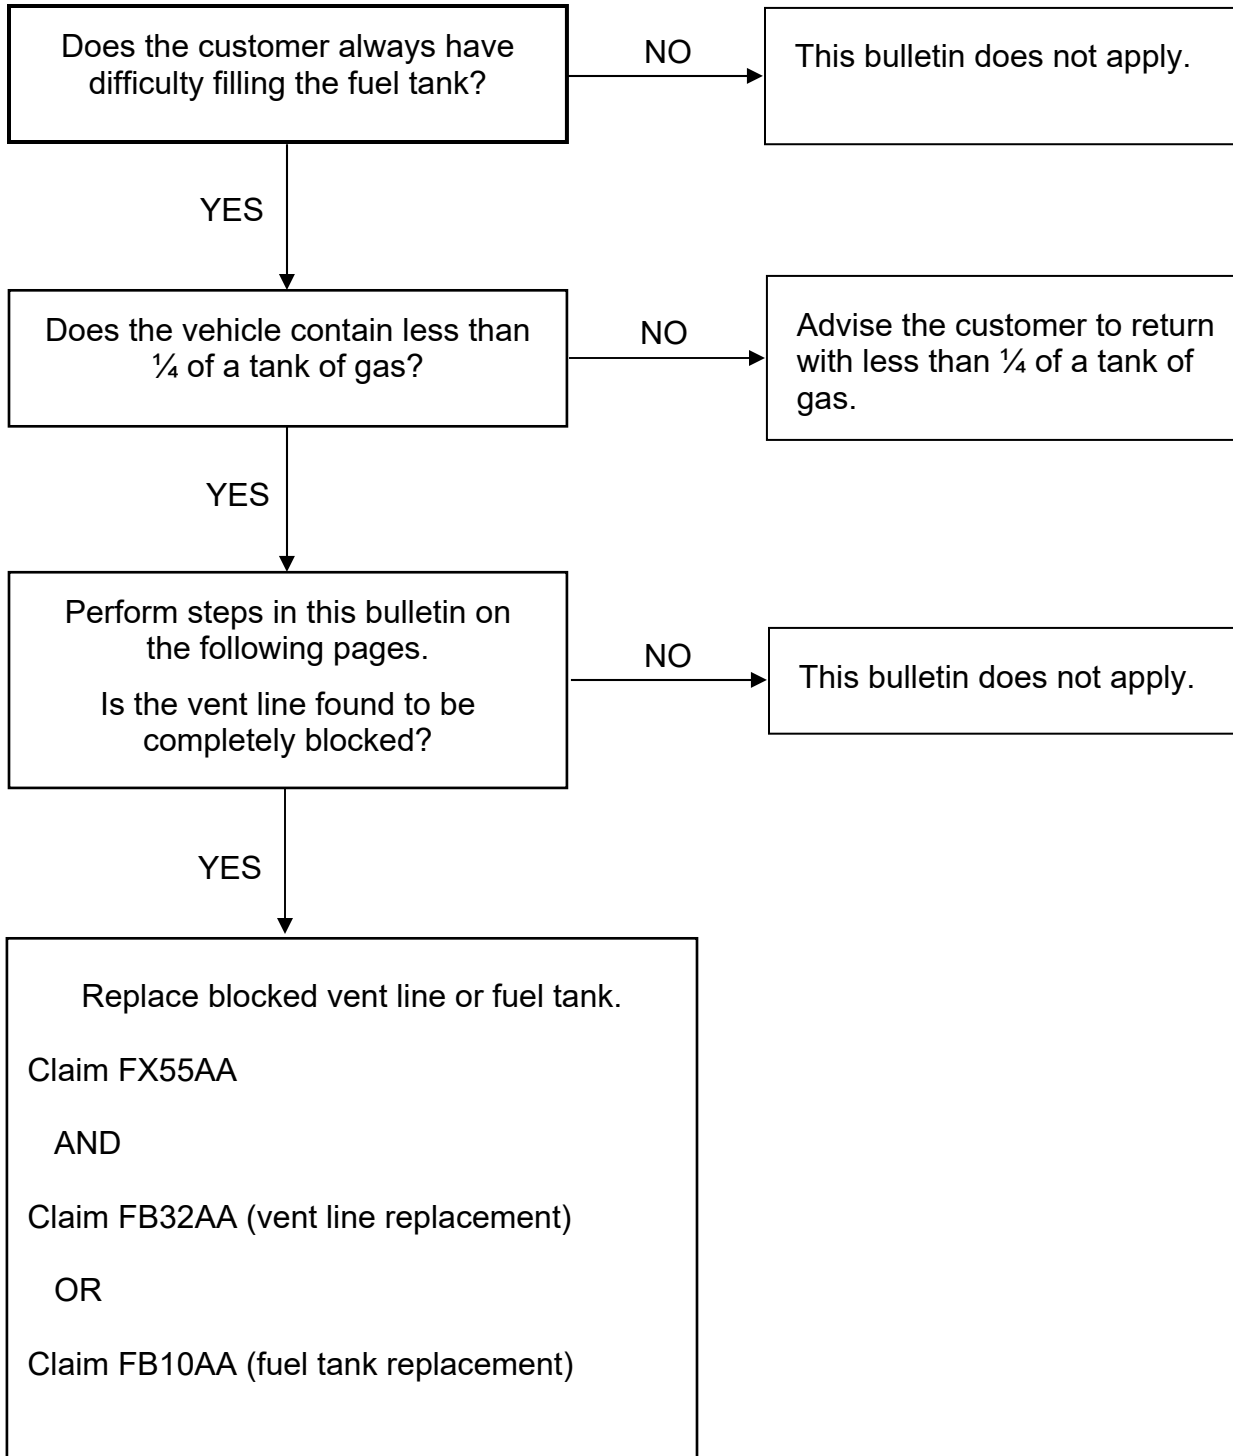 Does the customer always have
difficulty filling the fuel tank?
NO
This bulletin does not apply.
YES
Does the vehicle contain less than
¼ of a tank of gas?
NO
Advise the customer to return
with less than ¼ of a tank of
gas.
YES
Perform steps in this bulletin on
the following pages.
Is the vent line found to be
completely blocked?
NO
This bulletin does not apply.
YES
Replace blocked vent line or fuel tank.
Claim FX55AA
AND
Claim FB32AA (vent line replacement)
OR
Claim FB10AA (fuel tank replacement)